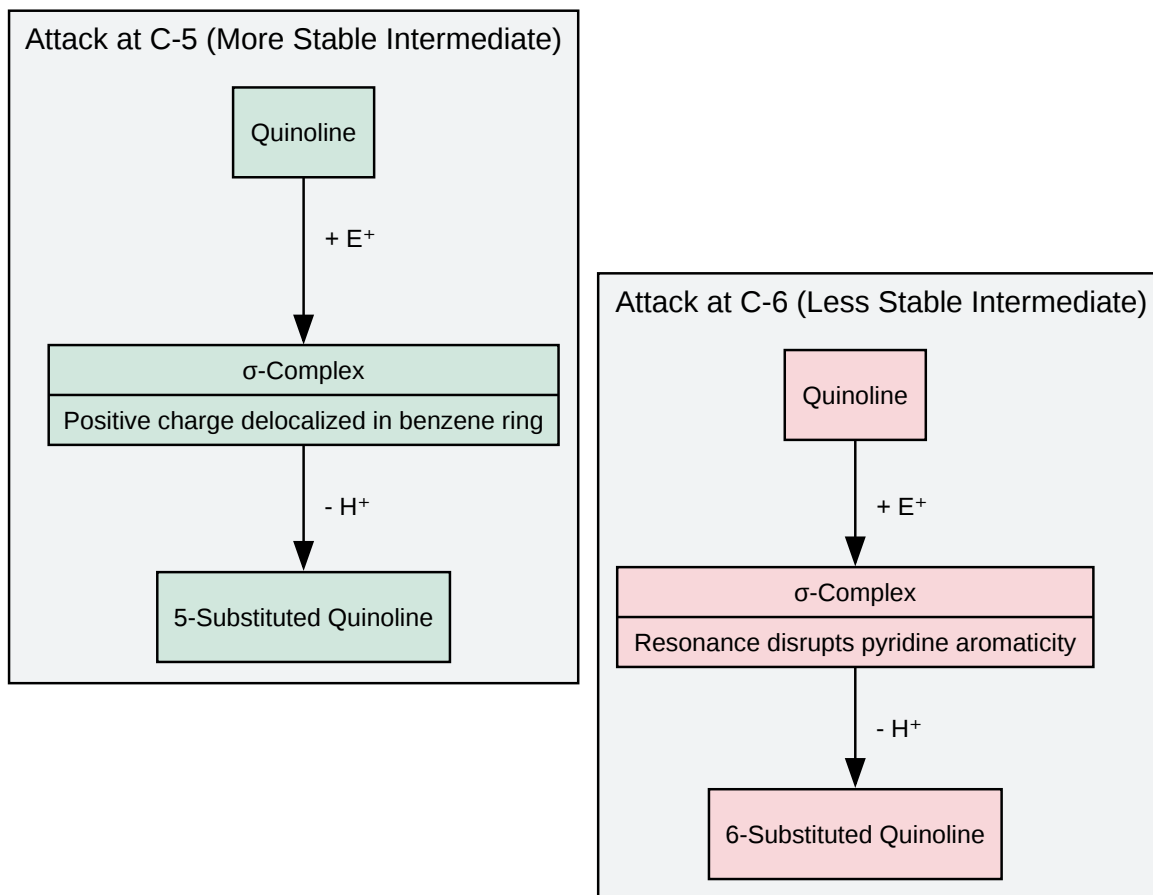 Attack at C-5 (More Stable Intermediate)
Quinoline
+ E⁺
σ-Complex
Positive charge delocalized in benzene ring
- H⁺
5-Substituted Quinoline
Attack at C-6 (Less Stable Intermediate)
Quinoline
+ E⁺
σ-Complex
Resonance disrupts pyridine aromaticity
- H⁺
6-Substituted Quinoline